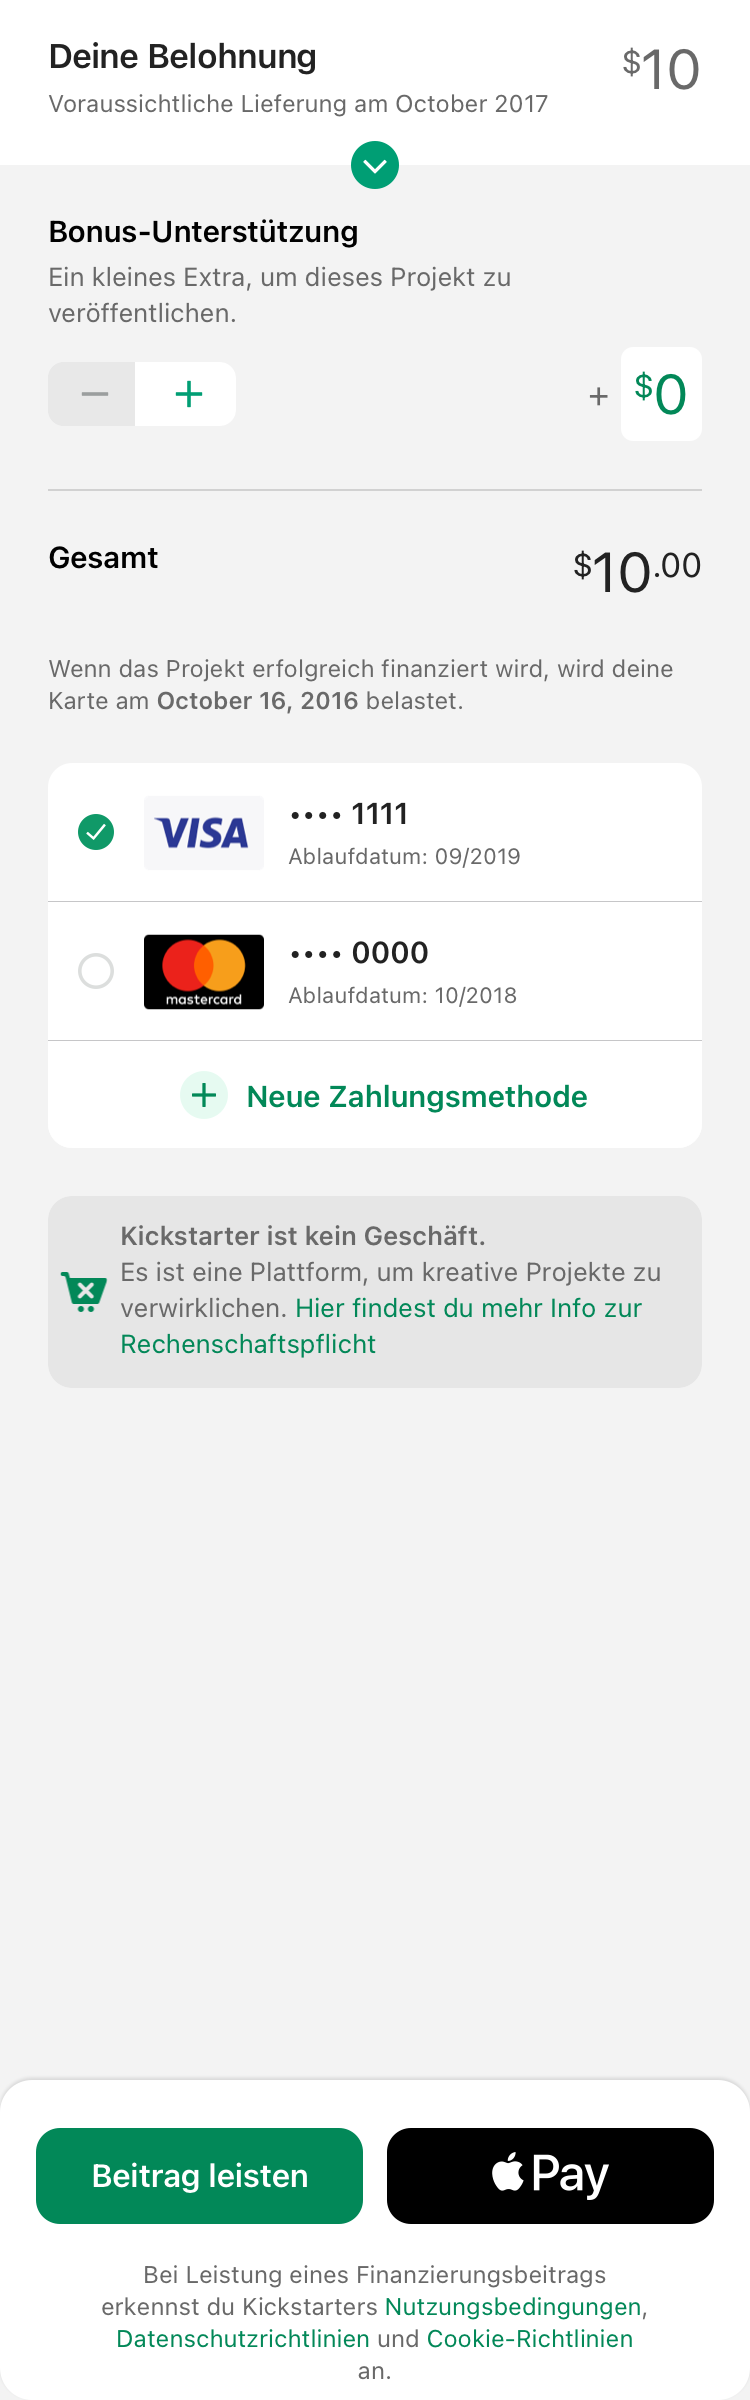 Deine Belohnung
$10
Voraussichtliche Lieferung am October 2017
Bonus-Unterstützung
Ein kleines Extra, um dieses Projekt zu
veröffentlichen.
+ $0
Gesamt
$10.00
Wenn das Projekt erfolgreich finanziert wird, wird deine
Karte am October 16, 2016 belastet.
VISA
•••• 1111
Ablaufdatum: 09/2019
mastercard
•••• 0000
Ablaufdatum: 10/2018
Neue Zahlungsmethode
Kickstarter ist kein Geschäft.
Es ist eine Plattform, um kreative Projekte zu
verwirklichen. Hier findest du mehr Info zur
Rechenschaftspflicht
Beitrag leisten
Pay
Bei Leistung eines Finanzierungsbeitrags
erkennst du Kickstarters Nutzungsbedingungen,
Datenschutzrichtlinien und Cookie-Richtlinien
an.